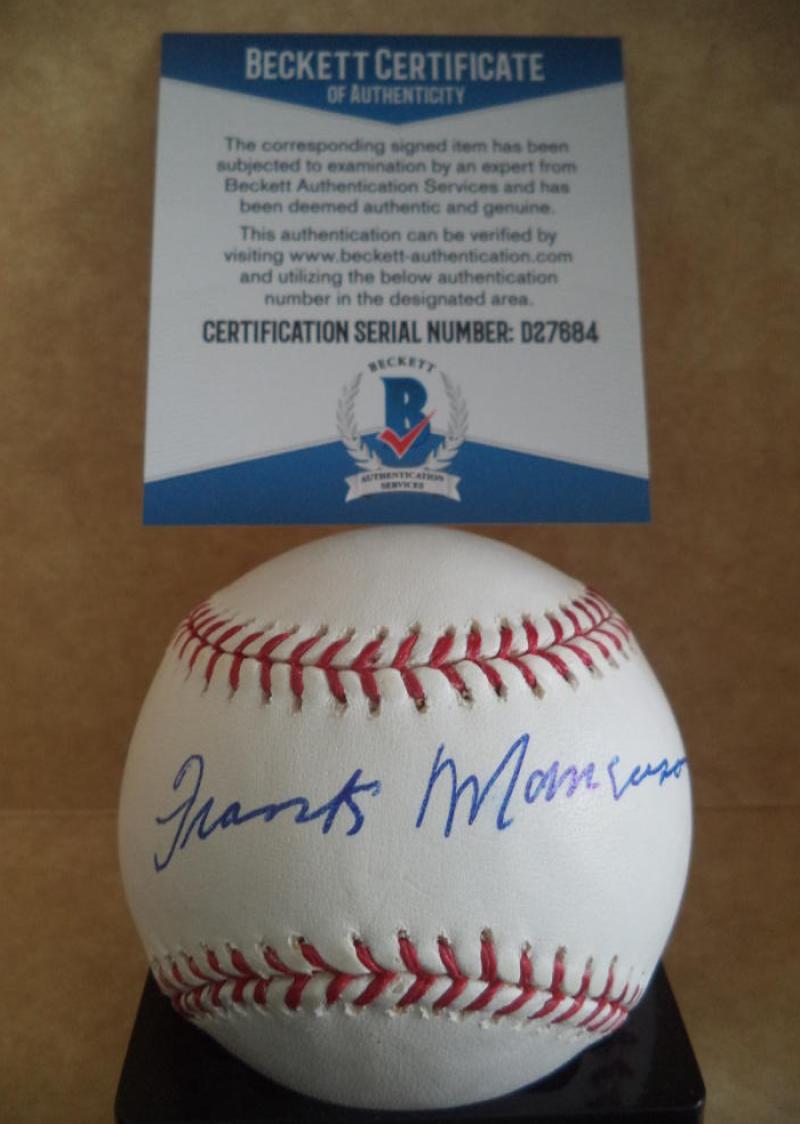 BECKETT CERTIFICATE
OF AUTHENTICITY
The corresponding signed item has been
subjected to examination by an expert from
Beckett Authentication Services and has
been deemed authentic and genuine.
This authentication can be verified by
visiting www.beckett-authentication.com
and utilizing the below authentication
number in the designated area.
CERTIFICATION SERIAL NUMBER: D27684
BECKETT
B
AUTHENTICATION
SERVICES
Frank Mancuso